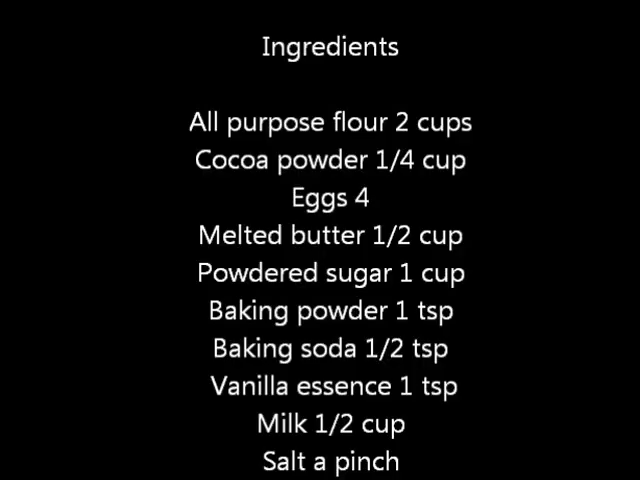 Ingredients
All purpose flour 2 cups
Cocoa powder 1/4 cup
Eggs 4
Melted butter 1/2 cup
Powdered sugar 1 cup
Baking powder 1 tsp
Baking soda 1/2 tsp
Vanilla essence 1 tsp
Milk 1/2 cup
Salt a pinch